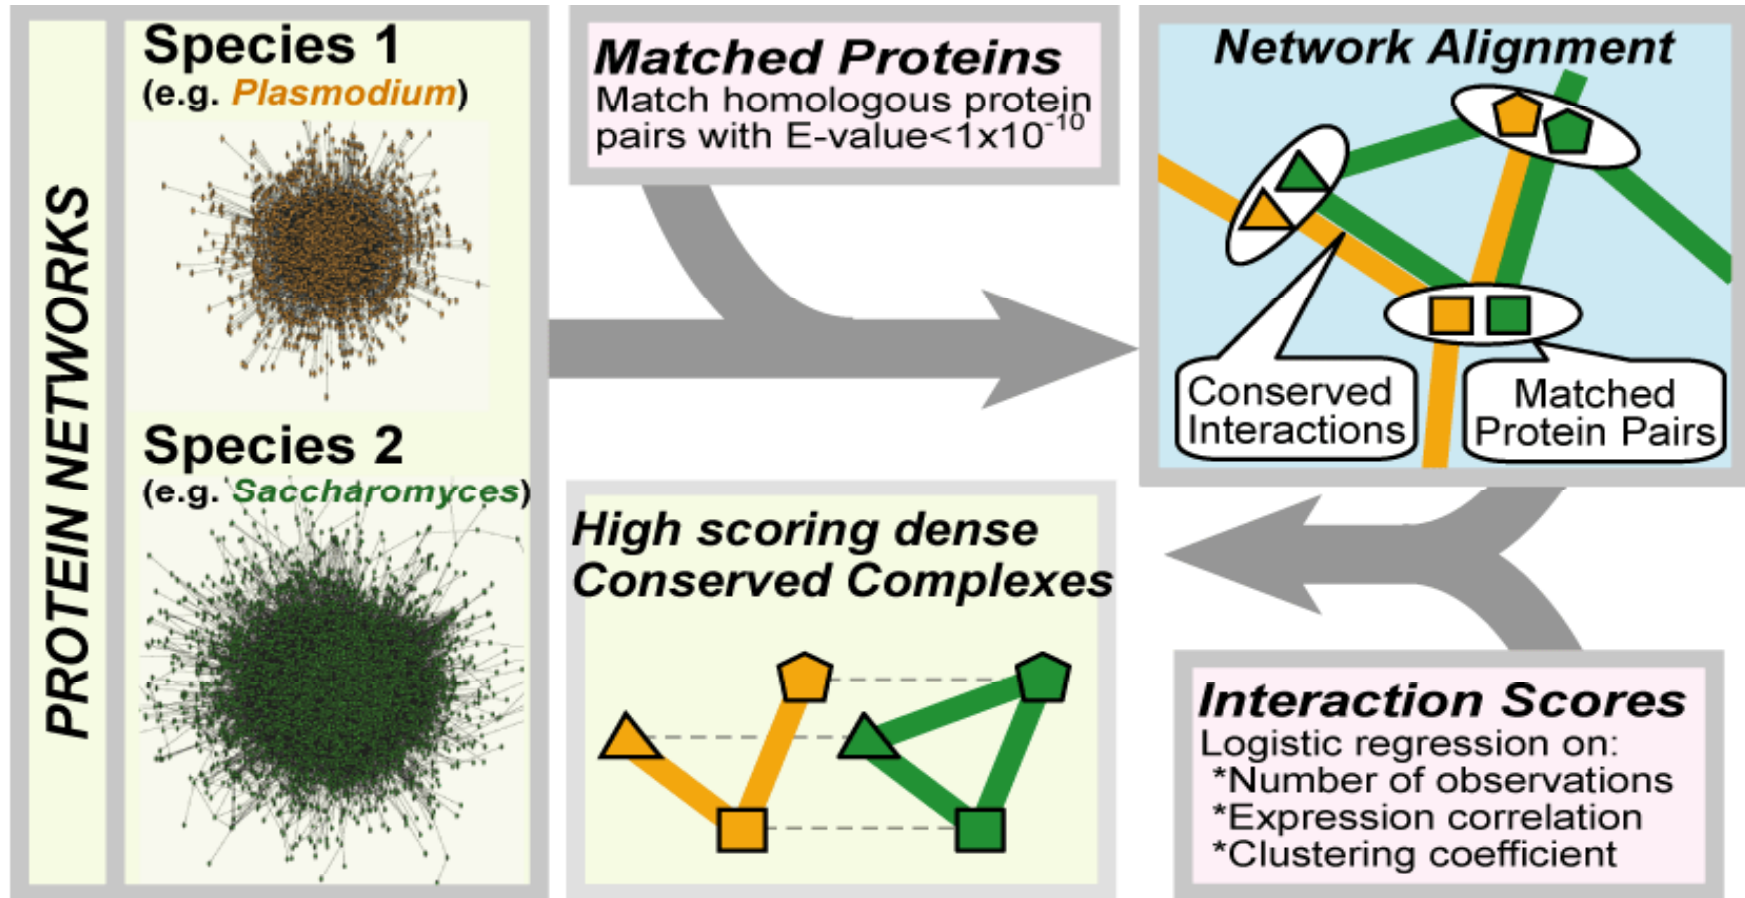 PROTEIN NETWORKS
Species 1
(e.g. Plasmodium)
Species 2
(e.g. Saccharomyces)
Matched Proteins
Match homologous protein
pairs with E-value<1x10⁻¹⁰
Network Alignment
Conserved
Interactions
Matched
Protein Pairs
High scoring dense
Conserved Complexes
Interaction Scores
Logistic regression on:
*Number of observations
*Expression correlation
*Clustering coefficient